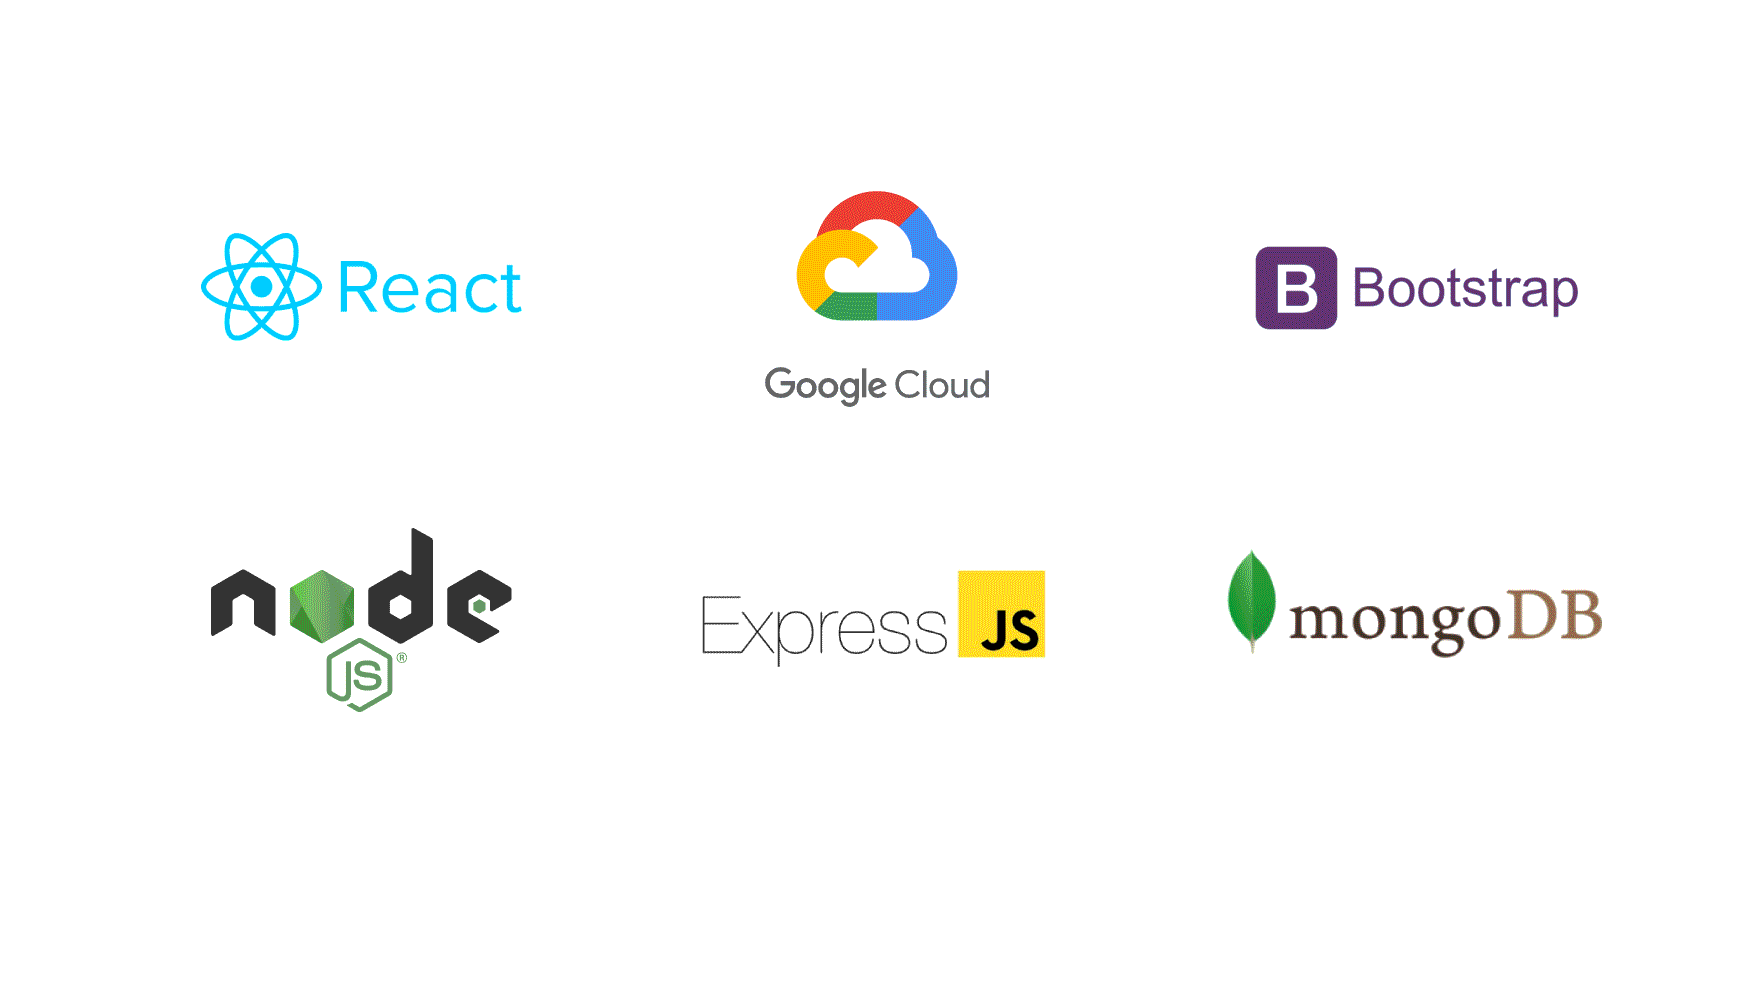 React
Google Cloud
B Bootstrap
node
JS ®
Express JS
mongoDB